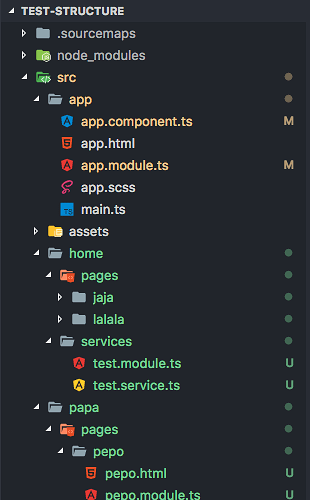 TEST-STRUCTURE
.sourcemaps
node_modules
src
app
app.component.ts M
app.html
app.module.ts M
app.scss
main.ts
assets
home
pages
jaja
lalala
services
test.module.ts U
test.service.ts U
papa
pages
pepo
pepo.html U
pepo.module.ts U